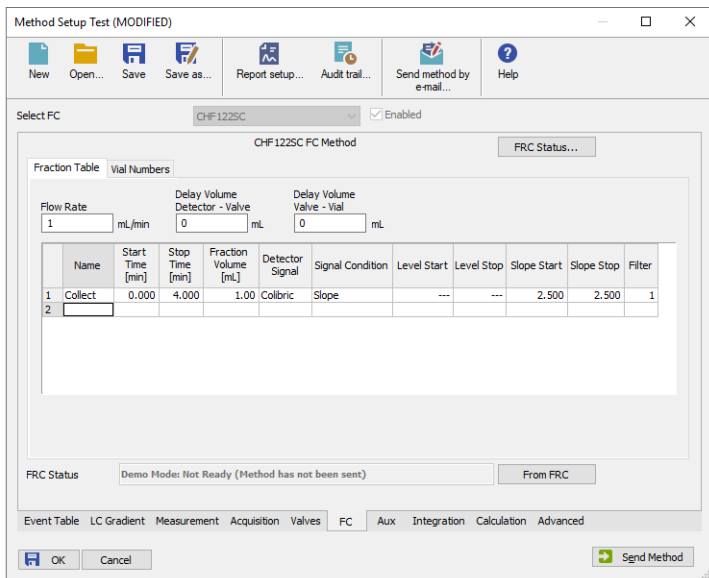 Method Setup Test (MODIFIED)
New Open... Save Save as... Report setup... Audit trail... Send method by e-mail... Help
Select FC CHF122SC Enabled
CHF122SC FC Method FRC Status...
Fraction Table Vial Numbers
Flow Rate Delay Volume Detector - Valve Delay Volume Valve - Vial
1 mL/min 0 mL 0 mL
Name Start Time [min] Stop Time [min] Fraction Volume [mL] Detector Signal Signal Condition Level Start Level Stop Slope Start Slope Stop Filter
1 Collect 0.000 4.000 1.00 Colibric Slope --- --- 2.500 2.500 1
2
FRC Status Demo Mode: Not Ready (Method has not been sent) From FRC
Event Table LC Gradient Measurement Acquisition Valves FC Aux Integration Calculation Advanced
OK Cancel Send Method